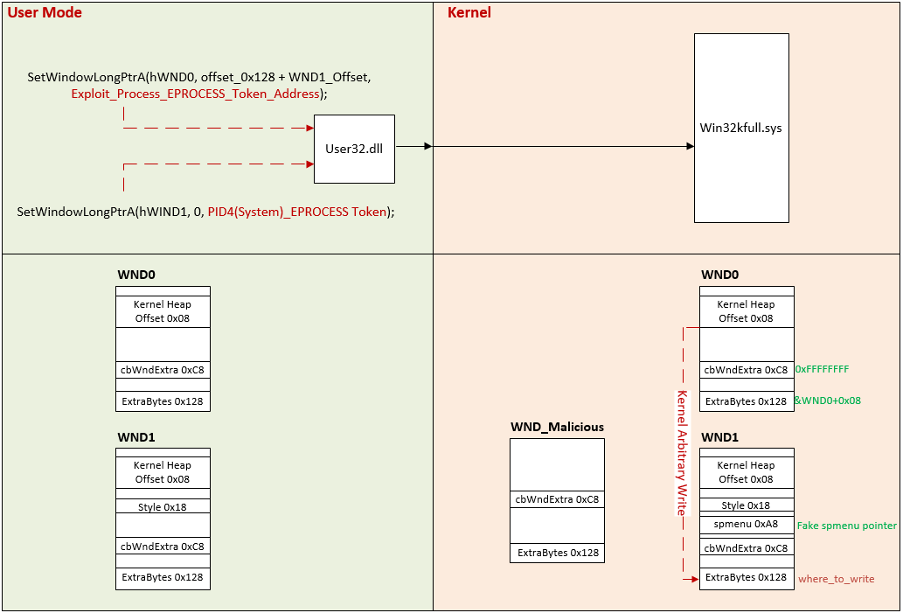 User Mode
Kernel
SetWindowLongPtrA(hWND0, offset_0x128 + WND1_Offset,
Exploit_Process_EPROCESS_Token_Address);
User32.dll
Win32kfull.sys
SetWindowLongPtrA(hWIND1, 0, PID4(System)_EPROCESS Token);
WND0
Kernel Heap
Offset 0x08
cbWndExtra 0xC8
ExtraBytes 0x128
WND1
Kernel Heap
Offset 0x08
Style 0x18
cbWndExtra 0xC8
ExtraBytes 0x128
WND_Malicious
cbWndExtra 0xC8
ExtraBytes 0x128
Kernel Arbitrary Write
WND0
Kernel Heap
Offset 0x08
cbWndExtra 0xC8
0xFFFFFFFF
ExtraBytes 0x128
&WND0+0x08
WND1
Kernel Heap
Offset 0x08
Style 0x18
spmenu 0xA8
Fake spmenu pointer
cbWndExtra 0xC8
ExtraBytes 0x128
where_to_write